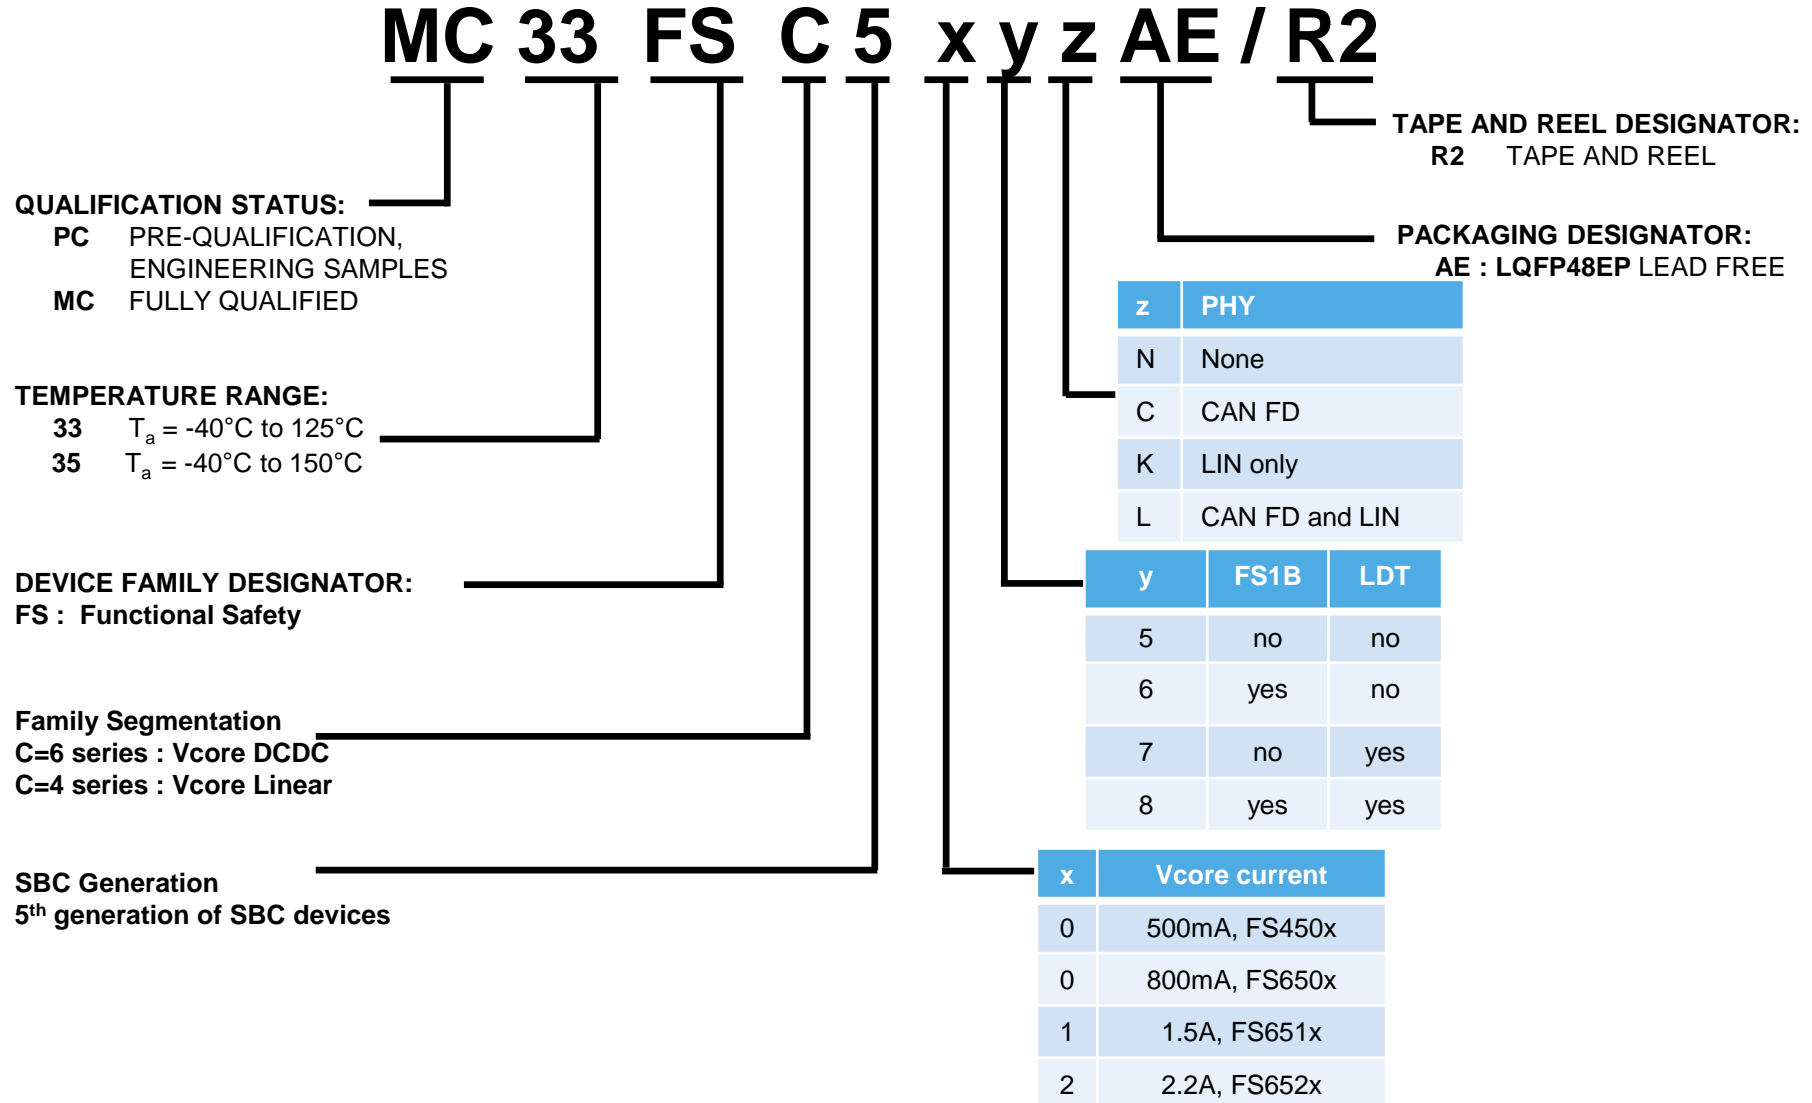 MC 33 FS C 5 x y z AE / R2
TAPE AND REEL DESIGNATOR:
R2 TAPE AND REEL
QUALIFICATION STATUS:
PC PRE-QUALIFICATION,
ENGINEERING SAMPLES
MC FULLY QUALIFIED
PACKAGING DESIGNATOR:
AE : LQFP48EP LEAD FREE
z PHY
N None
C CAN FD
K LIN only
L CAN FD and LIN
TEMPERATURE RANGE:
33 Ta = -40°C to 125°C
35 Ta = -40°C to 150°C
DEVICE FAMILY DESIGNATOR:
FS : Functional Safety
y FS1B LDT
5 no no
6 yes no
7 no yes
8 yes yes
Family Segmentation
C=6 series : Vcore DCDC
C=4 series : Vcore Linear
SBC Generation
5th generation of SBC devices
x Vcore current
0 500mA, FS450x
0 800mA, FS650x
1 1.5A, FS651x
2 2.2A, FS652x